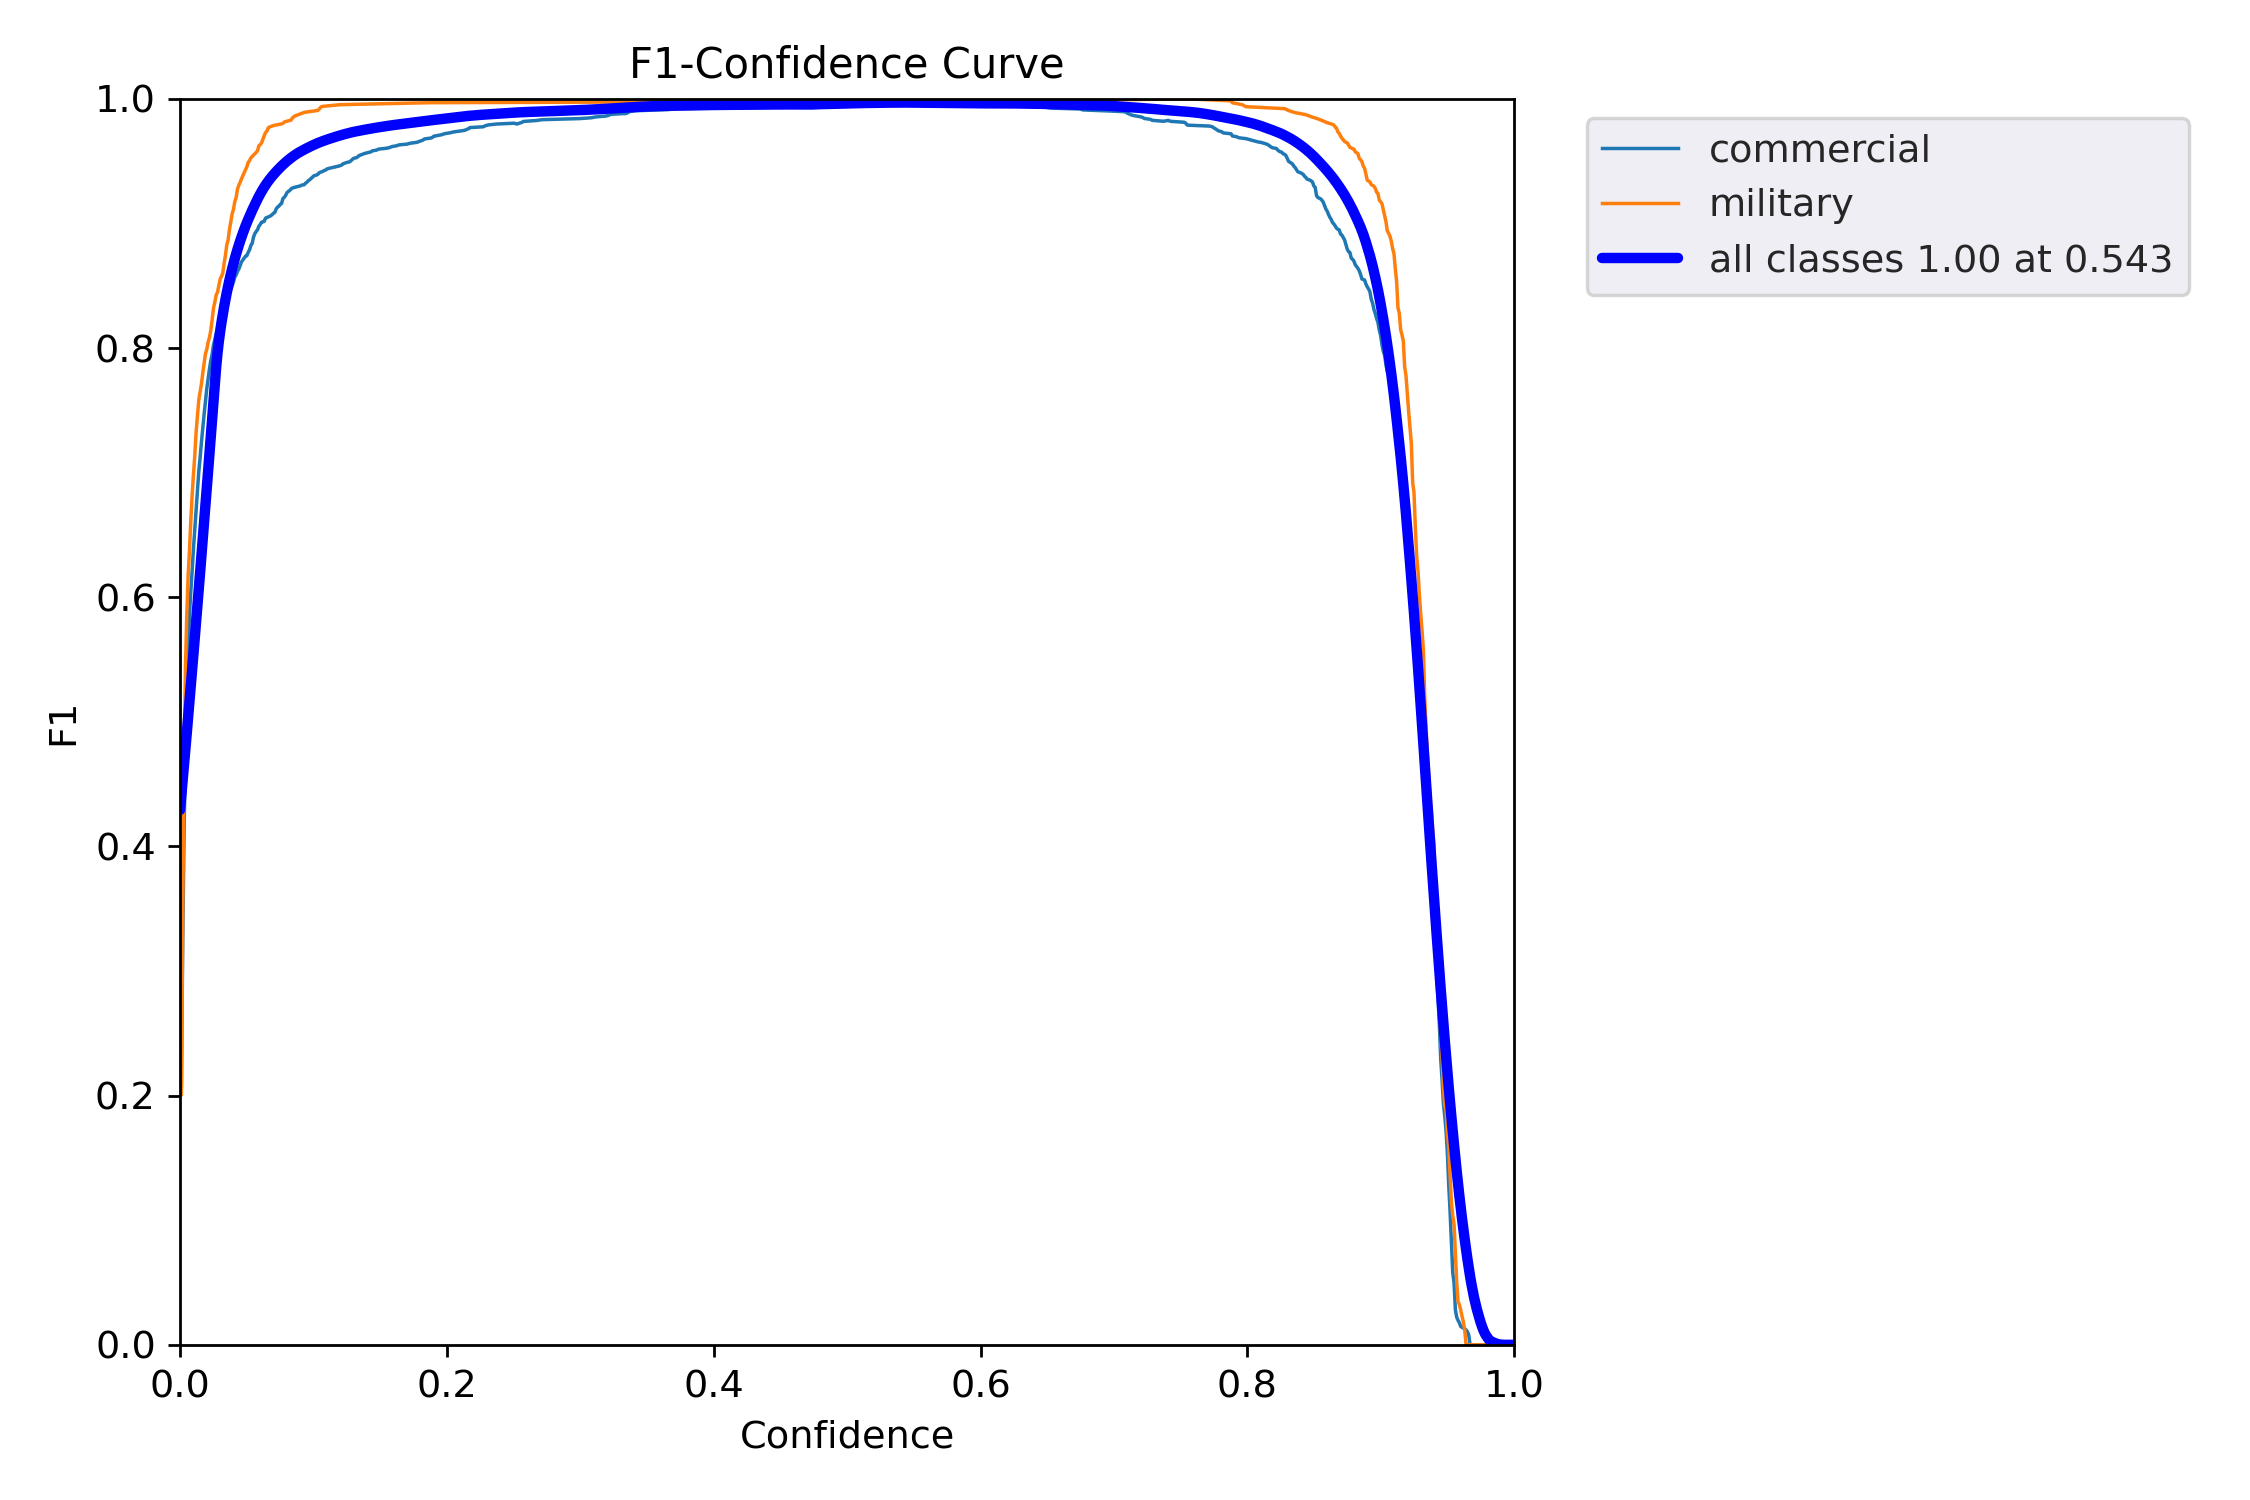 F1-Confidence Curve
1.0
0.8
0.6
0.4
0.2
0.0
F1
0.0 0.2 0.4 0.6 0.8 1.0
Confidence
commercial
military
all classes 1.00 at 0.543